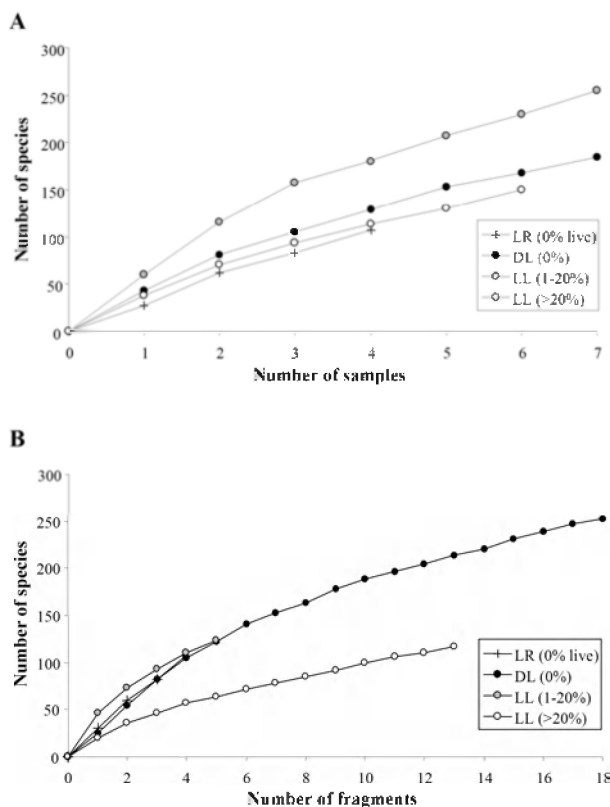 A
300
250
200
150
100
50
0
Number of species
LR (0% live)
DL (0%)
LL (1-20%)
LL (>20%)
0 1 2 3 4 5 6 7
Number of samples
B
300
250
200
150
100
50
0
Number of species
LR (0% live)
DL (0%)
LL (1-20%)
LL (>20%)
0 2 4 6 8 10 12 14 16 18
Number of fragments